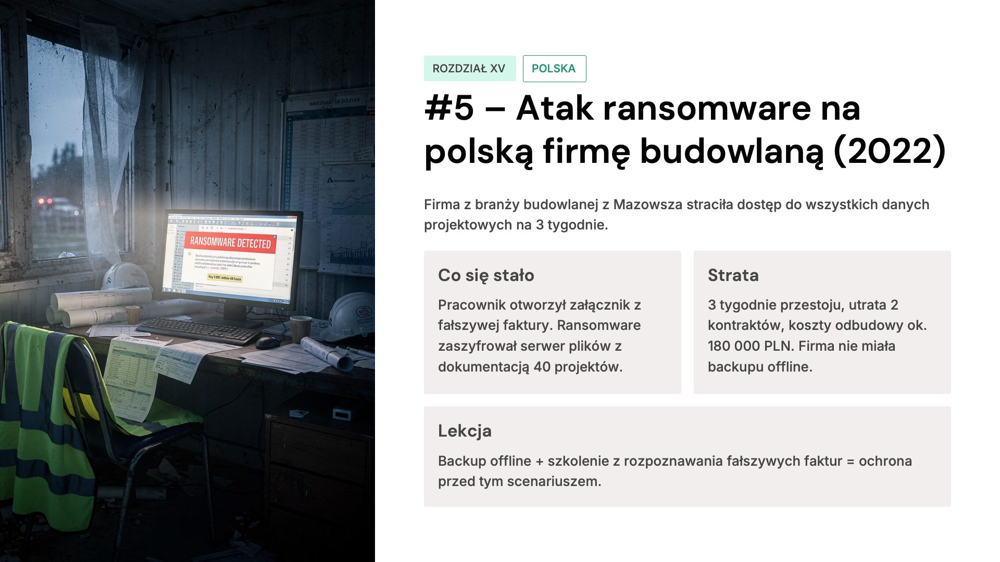 ROZDZIAŁ XV
POLSKA
#5 – Atak ransomware na
polską firmę budowlaną (2022)
Firma z branży budowlanej z Mazowsza straciła dostęp do wszystkich danych
projektowych na 3 tygodnie.
Co się stało
Pracownik otworzył załącznik z
fałszywej faktury. Ransomware
zaszyfrował serwer plików z
dokumentacją 40 projektów.
Strata
3 tygodnie przestoju, utrata 2
kontraktów, koszty odbudowy ok.
180 000 PLN. Firma nie miała
backupu offline.
Lekcja
Backup offline + szkolenie z rozpoznawania fałszywych faktur = ochrona
przed tym scenariuszem.
RANSOMWARE DETECTED
Pay 5 BTC within 48 hours